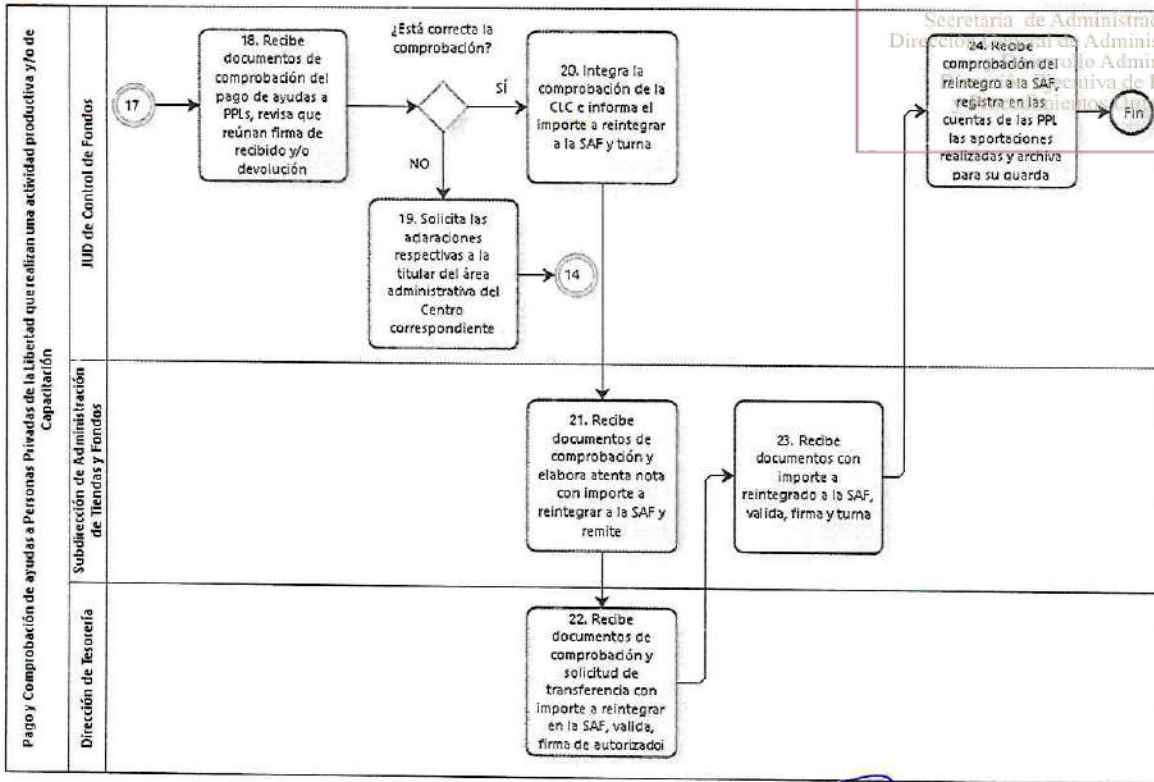 Pago y Comprobación de ayudas a Personas Privadas de la Libertad que realizan una actividad productiva y/o de
Capacitación
JUD de Control de Fondos
17
18. Recibe
documentos de
comprobación del
pago de ayudas a
PPLs, revisa que
reúnan firma de
recibido y/o
devolución
¿Está correcta la
comprobación?
SÍ
NO
19. Solicita las
aclaraciones
respectivas a la
titular del área
administrativa del
Centro
correspondiente
14
20. Integra la
comprobación de la
CLC e informa el
importe a reintegrar
a la SAF y turna
Secretaría de Administra
24. Recibe
comprobación del
reintegro a la SAF,
registra en las
cuentas de las PPL
las aportaciones
realizadas y archiva
para su guarda
Fin
Subdirección de Administración
de Tiendas y Fondos
21. Recibe
documentos de
comprobación y
elabora atenta nota
con importe a
reintegrar a la SAF y
remite
23. Recibe
documentos con
importe a
reintegrado a la SAF,
valida, firma y turna
Dirección de Tesorería
22. Recibe
documentos de
comprobación y
solicitud de
transferencia con
importe a reintegrar
en la SAF, valida,
firma de autorizadoi